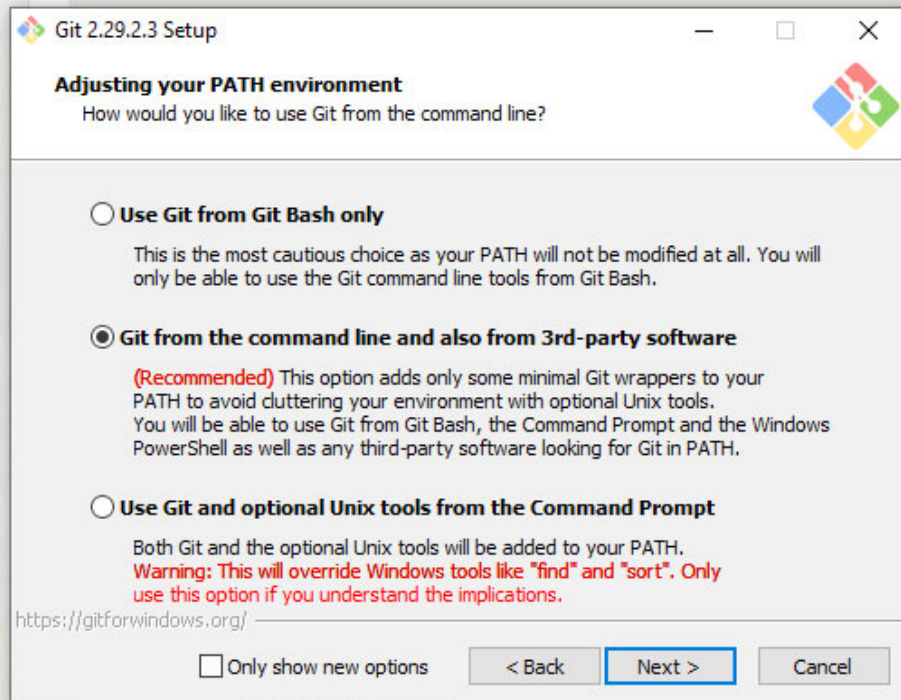 Git 2.29.2.3 Setup
Adjusting your PATH environment
How would you like to use Git from the command line?
Use Git from Git Bash only
This is the most cautious choice as your PATH will not be modified at all. You will
only be able to use the Git command line tools from Git Bash.
Git from the command line and also from 3rd-party software
(Recommended) This option adds only some minimal Git wrappers to your
PATH to avoid cluttering your environment with optional Unix tools.
You will be able to use Git from Git Bash, the Command Prompt and the Windows
PowerShell as well as any third-party software looking for Git in PATH.
Use Git and optional Unix tools from the Command Prompt
Both Git and the optional Unix tools will be added to your PATH.
Warning: This will override Windows tools like "find" and "sort". Only
use this option if you understand the implications.
https://gitforwindows.org/
Only show new options
< Back
Next >
Cancel